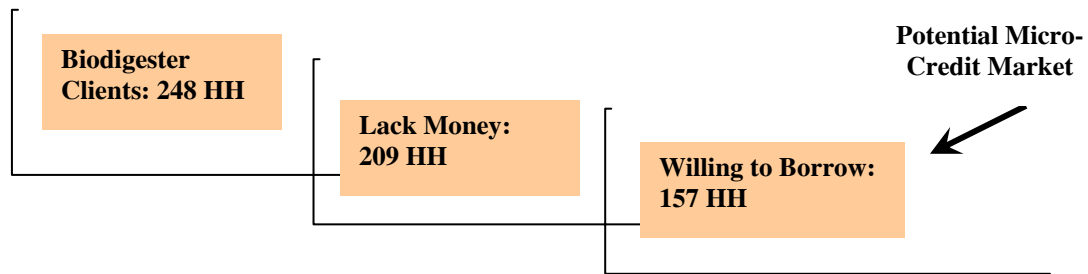 Biodigester
Clients: 248 HH
Lack Money:
209 HH
Willing to Borrow:
157 HH
Potential Micro-
Credit Market